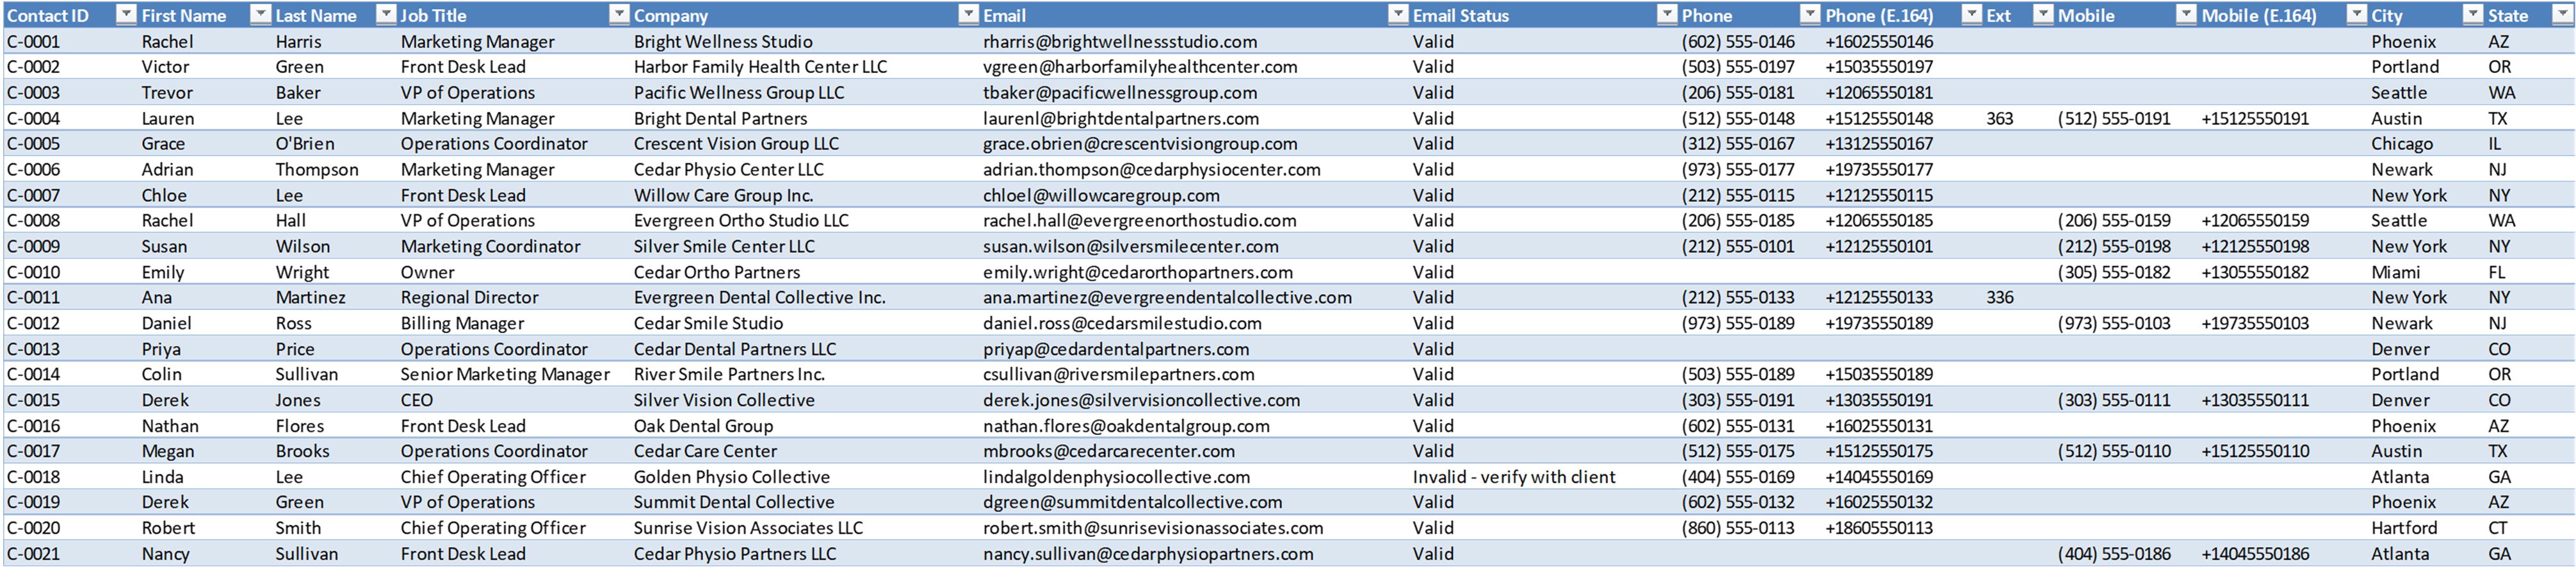 Contact ID First Name Last Name Job Title Company Email Email Status Phone Phone (E.164) Ext Mobile Mobile (E.164) City State
C-0001 Rachel Harris Marketing Manager Bright Wellness Studio rharris@brightwellnessstudio.com Valid (602) 555-0146 +16025550146 Phoenix AZ
C-0002 Victor Green Front Desk Lead Harbor Family Health Center LLC vgreen@harborfamilyhealthcenter.com Valid (503) 555-0197 +15035550197 Portland OR
C-0003 Trevor Baker VP of Operations Pacific Wellness Group LLC tbaker@pacificwellnessgroup.com Valid (206) 555-0181 +12065550181 Seattle WA
C-0004 Lauren Lee Marketing Manager Bright Dental Partners laurenl@brightdentalpartners.com Valid (512) 555-0148 +15125550148 363 (512) 555-0191 +15125550191 Austin TX
C-0005 Grace O'Brien Operations Coordinator Crescent Vision Group LLC grace.obrien@crescentvisiongroup.com Valid (312) 555-0167 +13125550167 Chicago IL
C-0006 Adrian Thompson Marketing Manager Cedar Physio Center LLC adrian.thompson@cedarphysiocenter.com Valid (973) 555-0177 +19735550177 Newark NJ
C-0007 Chloe Lee Front Desk Lead Willow Care Group Inc. chloel@willowcaregroup.com Valid (212) 555-0115 +12125550115 New York NY
C-0008 Rachel Hall VP of Operations Evergreen Ortho Studio LLC rachel.hall@evergreenorthostudio.com Valid (206) 555-0185 +12065550185 (206) 555-0159 +12065550159 Seattle WA
C-0009 Susan Wilson Marketing Coordinator Silver Smile Center LLC susan.wilson@silversmilecenter.com Valid (212) 555-0101 +12125550101 (212) 555-0198 +12125550198 New York NY
C-0010 Emily Wright Owner Cedar Ortho Partners emily.wright@cedarorthopartners.com Valid (305) 555-0182 +13055550182 Miami FL
C-0011 Ana Martinez Regional Director Evergreen Dental Collective Inc. ana.martinez@evergreendentalcollective.com Valid (212) 555-0133 +12125550133 336 New York NY
C-0012 Daniel Ross Billing Manager Cedar Smile Studio daniel.ross@cedarsmilestudio.com Valid (973) 555-0189 +19735550189 (973) 555-0103 +19735550103 Newark NJ
C-0013 Priya Price Operations Coordinator Cedar Dental Partners LLC priyap@cedardentalpartners.com Valid Denver CO
C-0014 Colin Sullivan Senior Marketing Manager River Smile Partners Inc. csullivan@riversmilepartners.com Valid (503) 555-0189 +15035550189 Portland OR
C-0015 Derek Jones CEO Silver Vision Collective derek.jones@silvervisioncollective.com Valid (303) 555-0191 +13035550191 (303) 555-0111 +13035550111 Denver CO
C-0016 Nathan Flores Front Desk Lead Oak Dental Group nathan.flores@oakdentalgroup.com Valid (602) 555-0131 +16025550131 Phoenix AZ
C-0017 Megan Brooks Operations Coordinator Cedar Care Center mbrooks@cedarcarecenter.com Valid (512) 555-0175 +15125550175 (512) 555-0110 +15125550110 Austin TX
C-0018 Linda Lee Chief Operating Officer Golden Physio Collective lindalgoldenphysiocollective.com Invalid - verify with client (404) 555-0169 +14045550169 Atlanta GA
C-0019 Derek Green VP of Operations Summit Dental Collective dgreen@summitdentalcollective.com Valid (602) 555-0132 +16025550132 Phoenix AZ
C-0020 Robert Smith Chief Operating Officer Sunrise Vision Associates LLC robert.smith@sunrisevisionassociates.com Valid (860) 555-0113 +18605550113 Hartford CT
C-0021 Nancy Sullivan Front Desk Lead Cedar Physio Partners LLC nancy.sullivan@cedarphysiopartners.com Valid (404) 555-0186 +14045550186 Atlanta GA